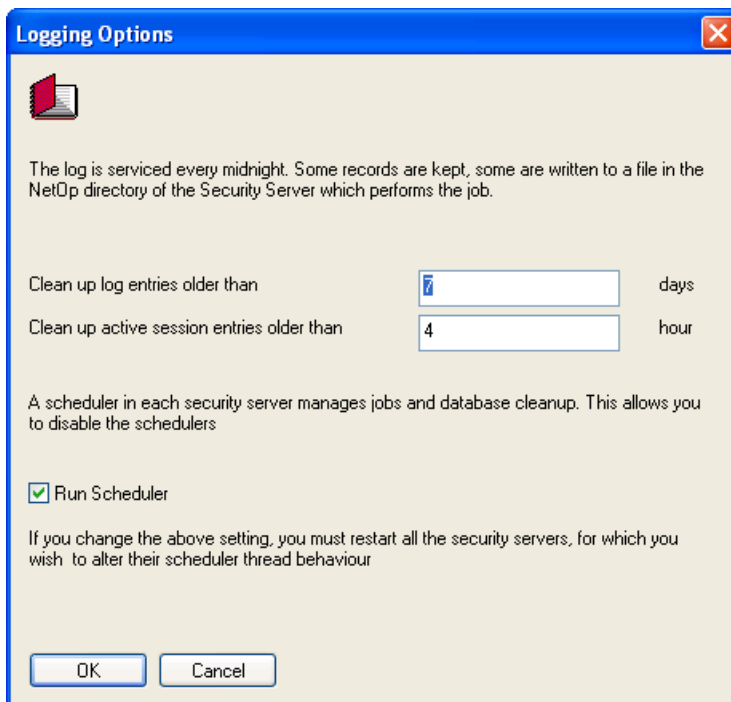 Logging Options
The log is serviced every midnight. Some records are kept, some are written to a file in the
NetOp directory of the Security Server which performs the job.
Clean up log entries older than 7 days
Clean up active session entries older than 4 hour
A scheduler in each security server manages jobs and database cleanup. This allows you
to disable the schedulers
Run Scheduler
If you change the above setting, you must restart all the security servers, for which you
wish to alter their scheduler thread behaviour
OK Cancel